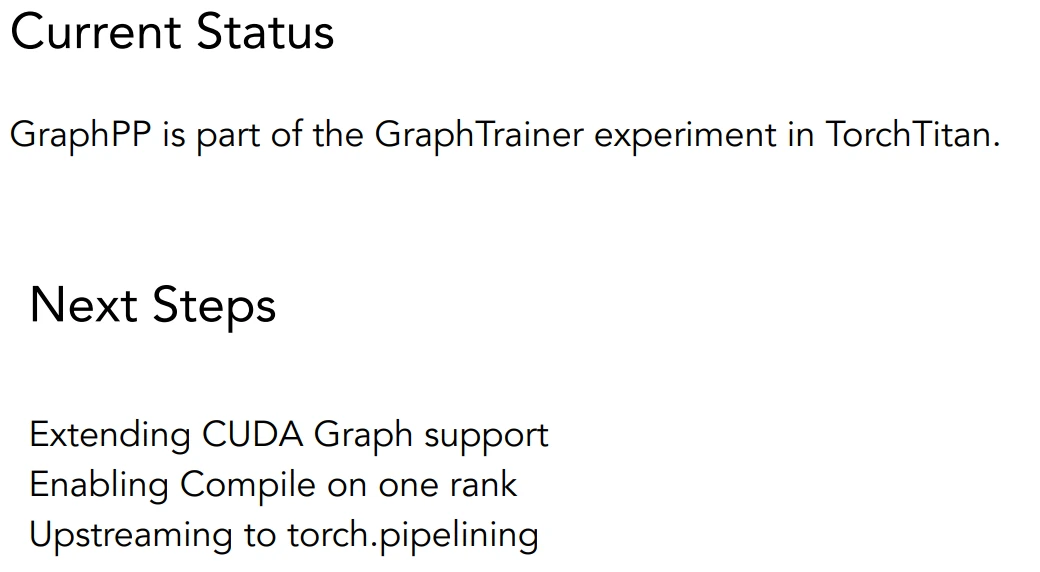 Current Status
GraphPP is part of the GraphTrainer experiment in TorchTitan.
Next Steps
Extending CUDA Graph support
Enabling Compile on one rank
Upstreaming to torch.pipelining